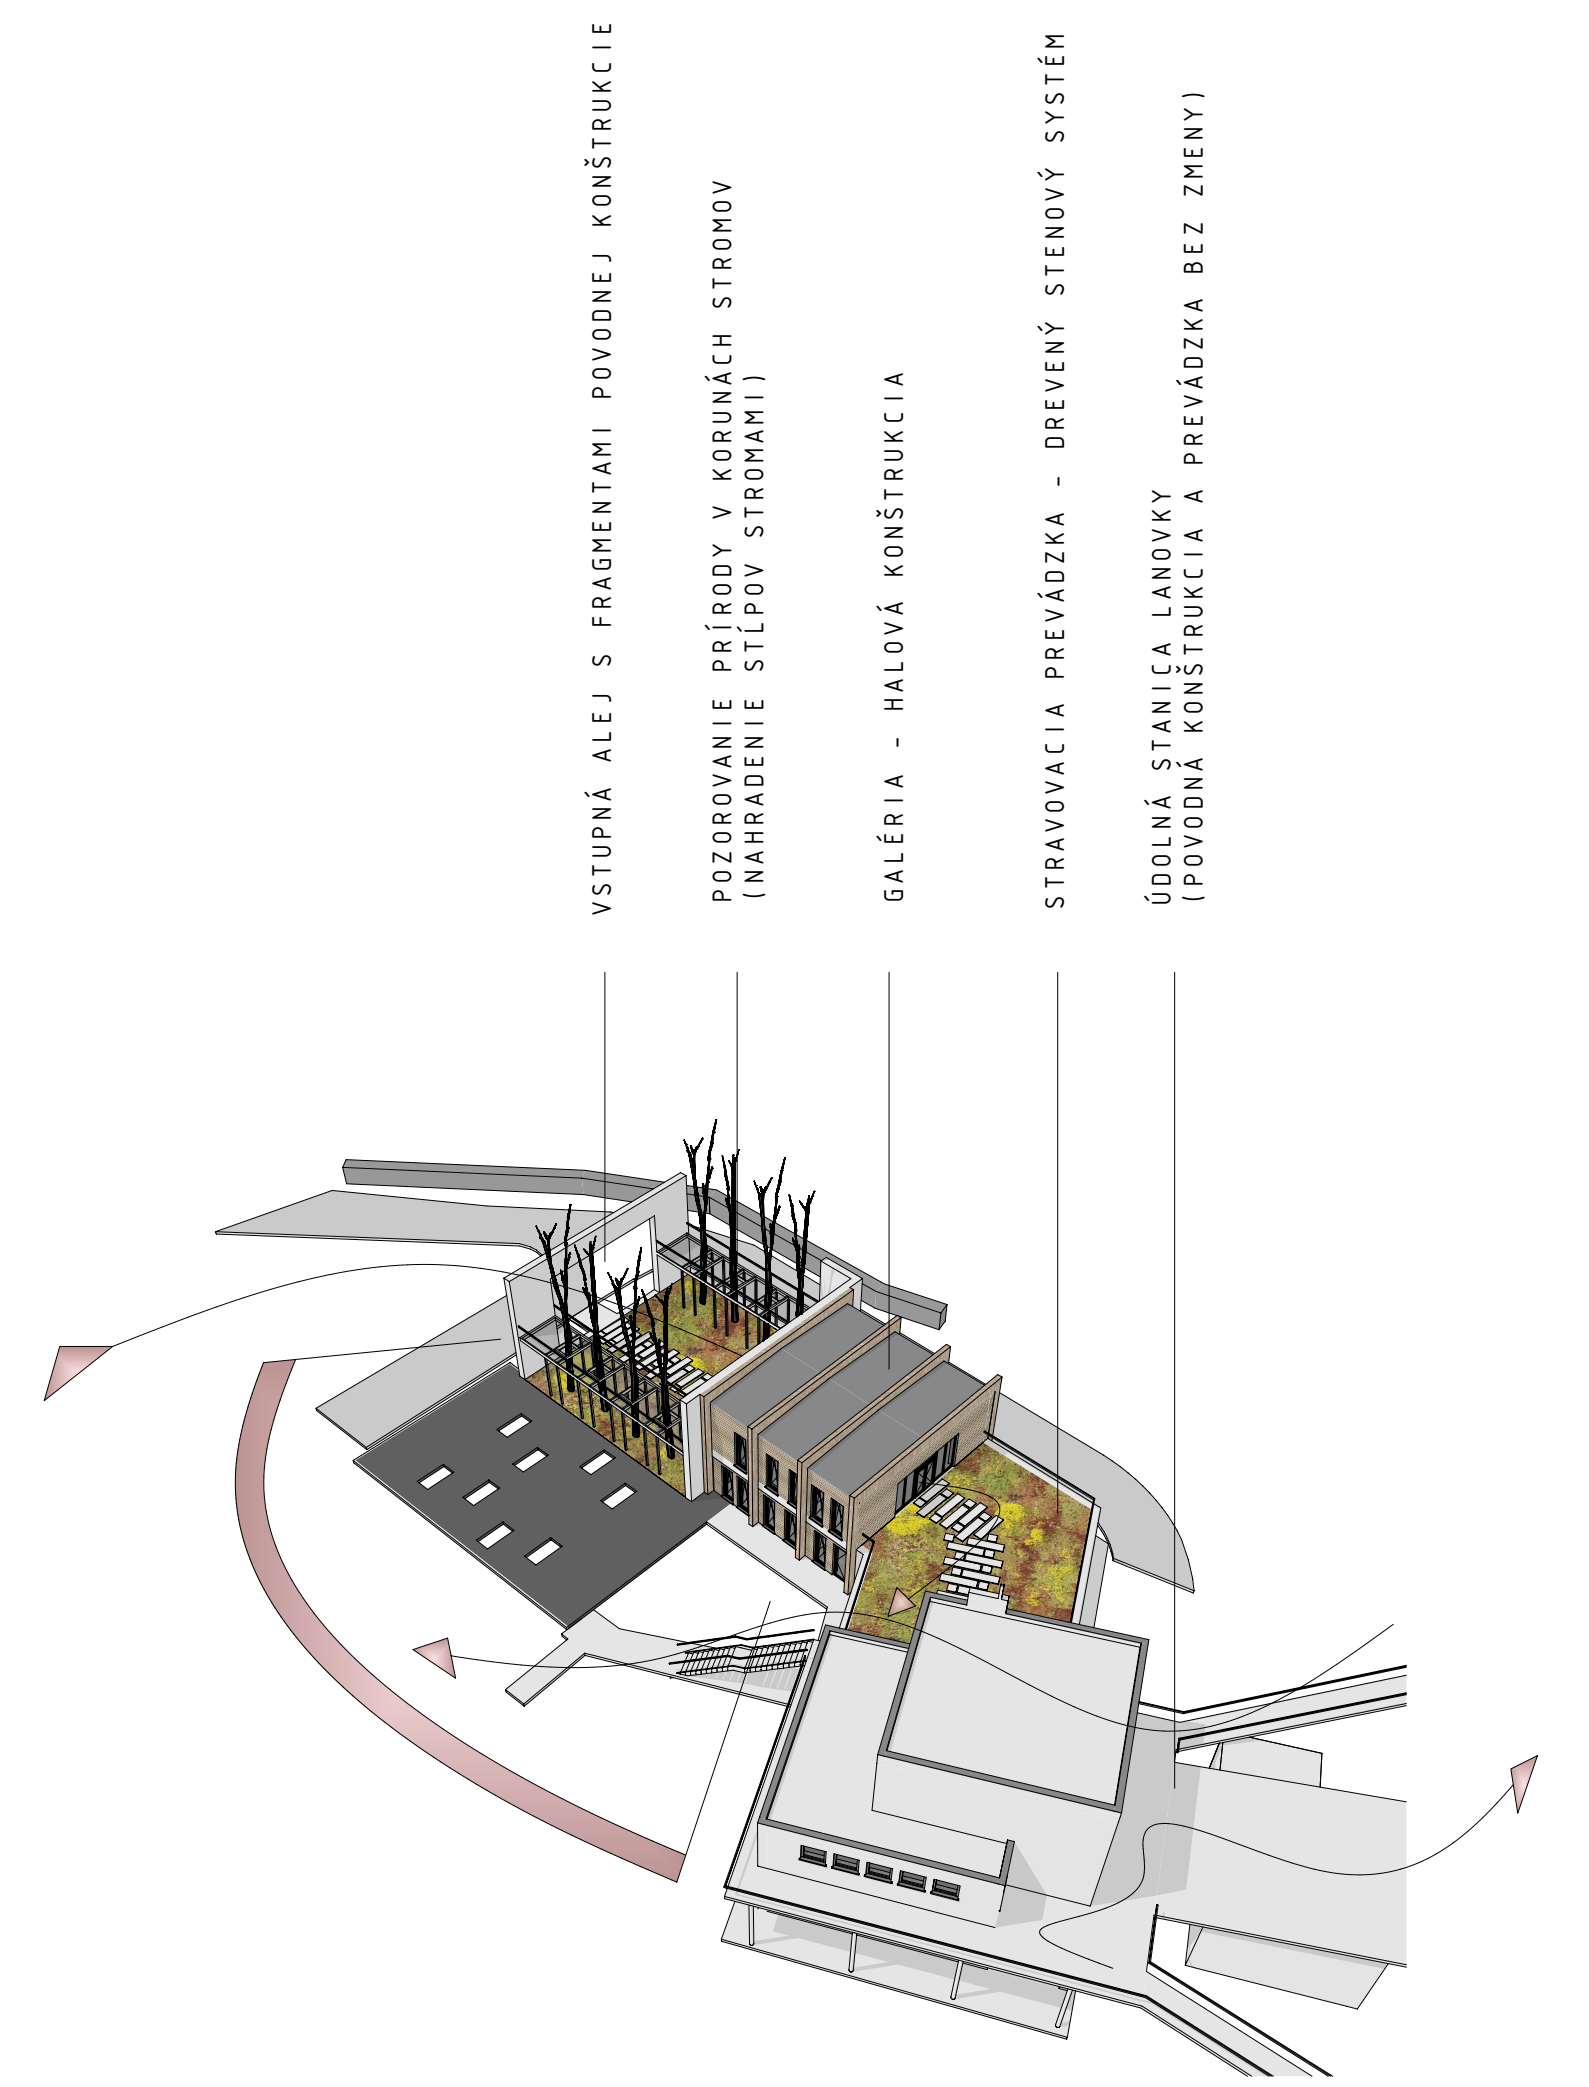 VSTUPNÁ ALEJ S FRAGMENTAMI POVODNEJ KONŠTRUKCIE
POZOROVANIE PRÍRODY V KORUNÁCH STROMOV
(NAHRADENIE STĹPOV STROMAMI)
GALÉRIA - HALOVÁ KONŠTRUKCIA
STRAVOVACIA PREVÁDZKA - DREVENÝ STENOVÝ SYSTÉM
ÚDOLNÁ STANICA LANOVKY
(POVODNÁ KONŠTRUKCIA A PREVÁDZKA BEZ ZMENY)